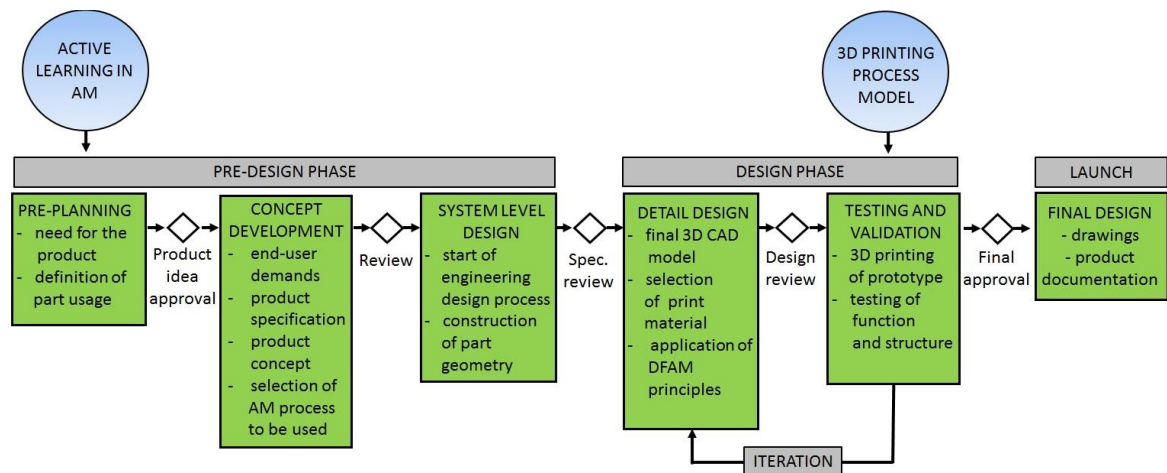 ACTIVE
LEARNING IN
AM
3D PRINTING
PROCESS
MODEL
PRE-DESIGN PHASE
DESIGN PHASE
LAUNCH
PRE-PLANNING
- need for the
product
- definition of
part usage
Product
idea
approval
CONCEPT
DEVELOPMENT
- end-user
demands
- product
specification
- product
concept
- selection of
AM process
to be used
Review
SYSTEM LEVEL
DESIGN
- start of
engineering
design process
- construction
of part
geometry
Spec.
review
DETAIL DESIGN
- final 3D CAD
model
- selection
of print
material
- application of
DFAM
principles
Design
review
TESTING AND
VALIDATION
- 3D printing
of prototype
- testing of
function
and structure
Final
approval
FINAL DESIGN
- drawings
- product
documentation
ITERATION